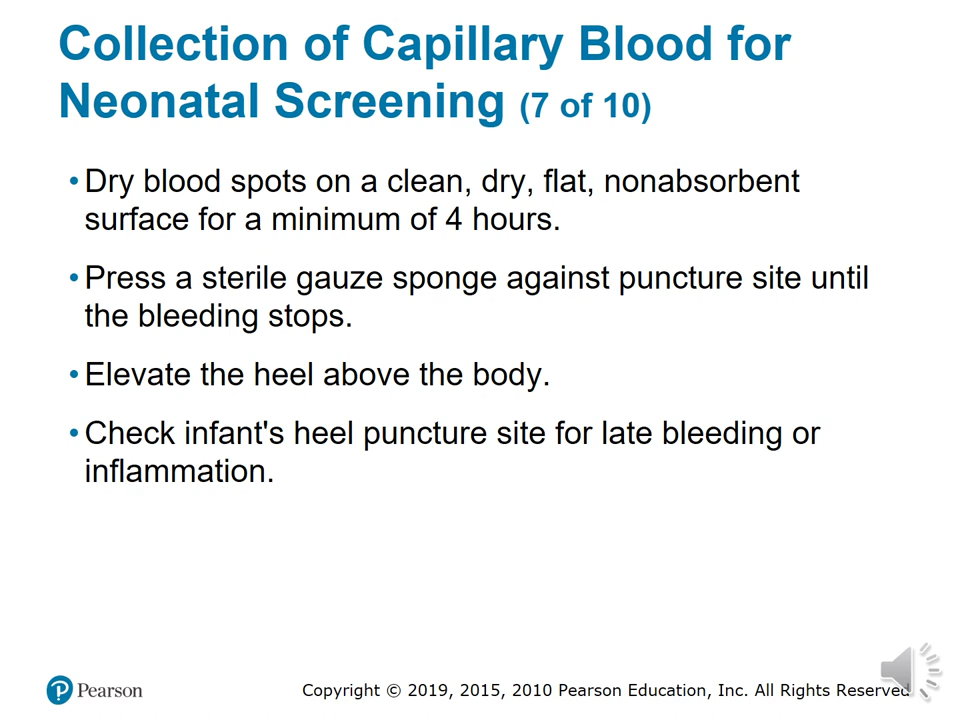 Collection of Capillary Blood for
Neonatal Screening (7 of 10)
• Dry blood spots on a clean, dry, flat, nonabsorbent
surface for a minimum of 4 hours.
• Press a sterile gauze sponge against puncture site until
the bleeding stops.
• Elevate the heel above the body.
• Check infant's heel puncture site for late bleeding or
inflammation.
Pearson
Copyright © 2019, 2015, 2010 Pearson Education, Inc. All Rights Reserved